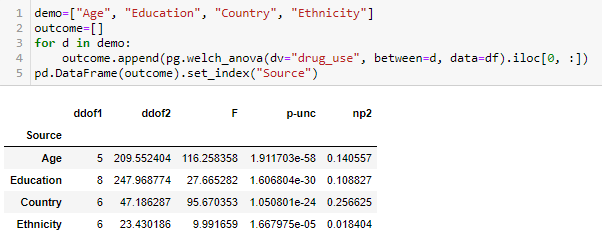 1 demo=["Age", "Education", "Country", "Ethnicity"]
2 outcome=[]
3 for d in demo:
4     outcome.append(pg.welch_anova(dv="drug_use", between=d, data=df).iloc[0, :])
5 pd.DataFrame(outcome).set_index("Source")
ddof1 ddof2 F p-unc np2
Source
Age 5 209.552404 116.258358 1.911703e-58 0.140557
Education 8 247.968774 27.665282 1.606804e-30 0.108827
Country 6 47.186287 95.670353 1.050801e-24 0.256625
Ethnicity 6 23.430186 9.991659 1.667975e-05 0.018404